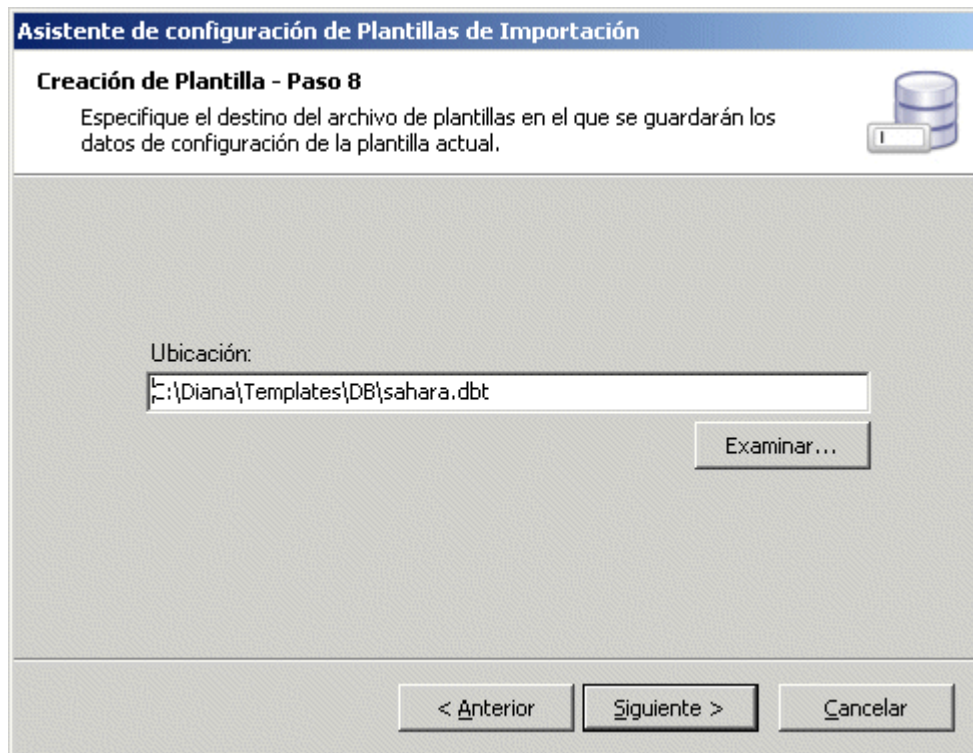 Asistente de configuración de Plantillas de Importación
Creación de Plantilla - Paso 8
Especifique el destino del archivo de plantillas en el que se guardarán los
datos de configuración de la plantilla actual.
Ubicación:
C:\Diana\Templates\DB\sahara.dbt
Examinar...
< Anterior
Siguiente >
Cancelar